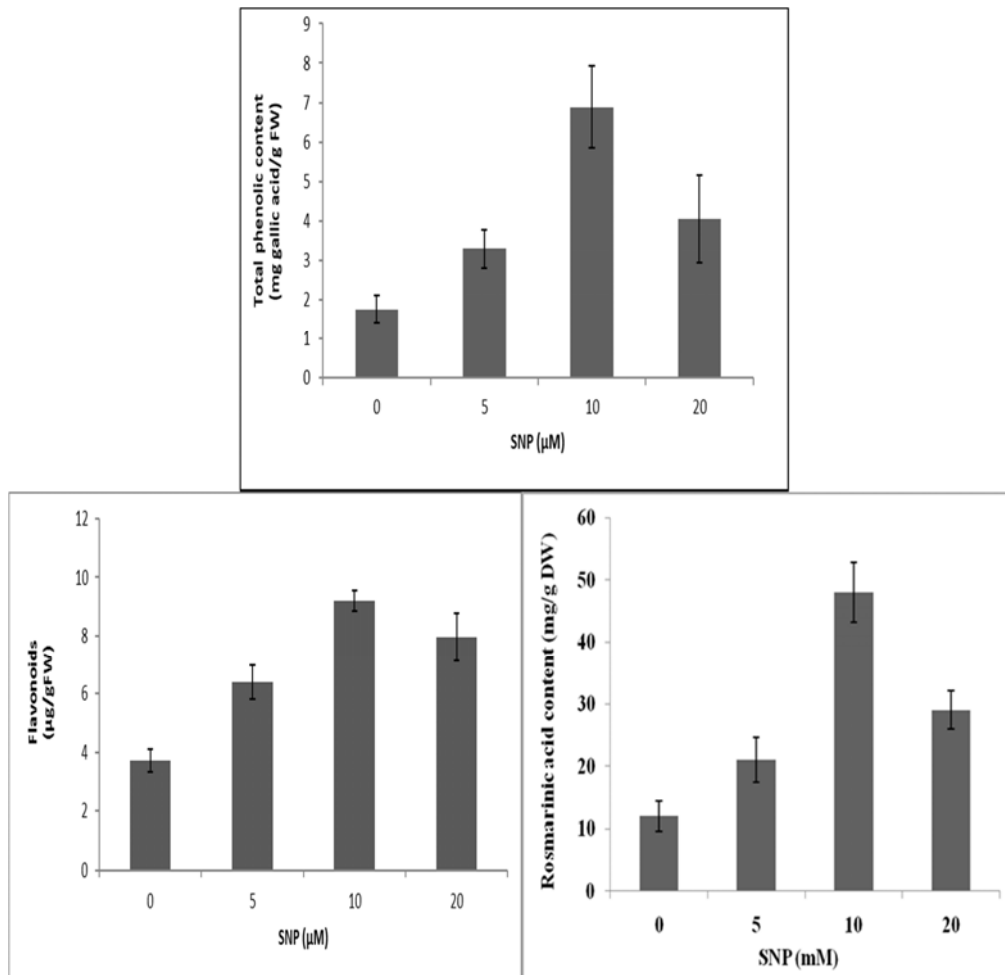 9
8
7
6
5
4
3
2
1
0
Total phenolic content
(mg gallic acid/g FW)
0 5 10 20
SNP (µM)
12
10
8
6
4
2
0
Flavonoids
(µg/gFW)
0 5 10 20
SNP (µM)
60
50
40
30
20
10
0
Rosmarinic acid content (mg/g DW)
0 5 10 20
SNP (mM)